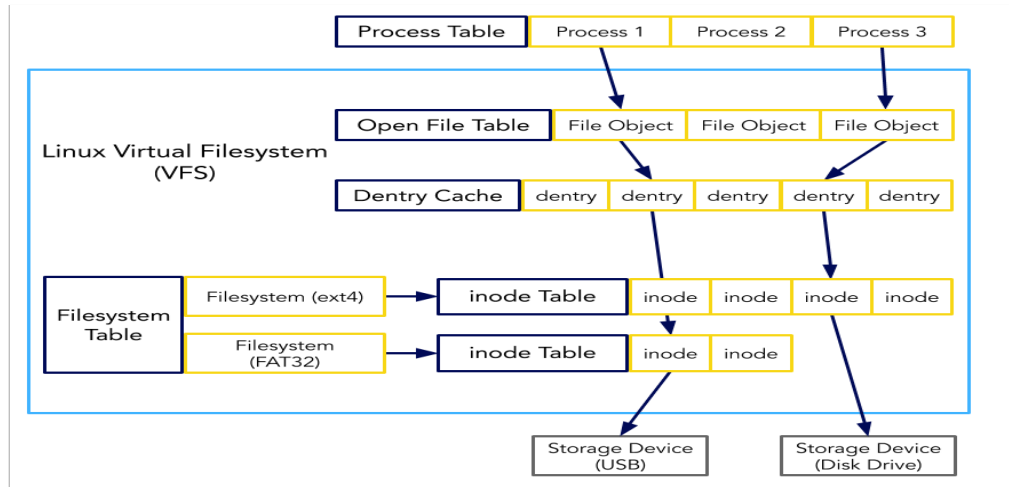 Process Table
Process 1
Process 2
Process 3
Linux Virtual Filesystem
(VFS)
Open File Table
File Object
File Object
File Object
Dentry Cache
dentry
dentry
dentry
dentry
dentry
Filesystem
Table
Filesystem (ext4)
inode Table
inode
inode
inode
inode
Filesystem
(FAT32)
inode Table
inode
inode
Storage Device
(USB)
Storage Device
(Disk Drive)